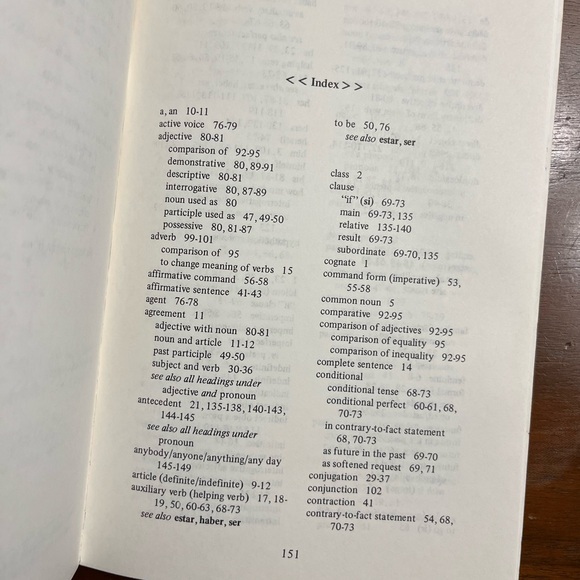 < < Index > >
a, an 10-11
active voice 76-79
adjective 80-81
comparison of 92-95
demonstrative 80, 89-91
descriptive 80-81
interrogative 80, 87-89
noun used as 80
participle used as 47, 49-50
possessive 80, 81-87
adverb 99-101
comparison of 95
to change meaning of verbs 15
affirmative command 56-58
affirmative sentence 41-43
agent 76-78
agreement 11
adjective with noun 80-81
noun and article 11-12
past participle 49-50
subject and verb 30-36
see also all headings under
adjective and pronoun
antecedent 21, 135-138, 140-143,
144-145
see also all headings under
pronoun
anybody/anyone/anything/any day
145-149
article (definite/indefinite) 9-12
auxiliary verb (helping verb) 17, 18-
19, 50, 60-63, 68-73
see also estar, haber, ser
to be 50, 76
see also estar, ser
class 2
clause
"if" (si) 69-73
main 69-73, 135
relative 135-140
result 69-73
subordinate 69-70, 135
cognate 1
command form (imperative) 53,
55-58
common noun 5
comparative 92-95
comparison of adjectives 92-95
comparison of equality 95
comparison of inequality 92-95
complete sentence 14
conditional
conditional tense 68-73
conditional perfect 60-61, 68,
70-73
in contrary-to-fact statement
68, 70-73
as future in the past 69-70
as softened request 69, 71
conjugation 29-37
conjunction 102
contraction 41
contrary-to-fact statement 54, 68,
70-73
151